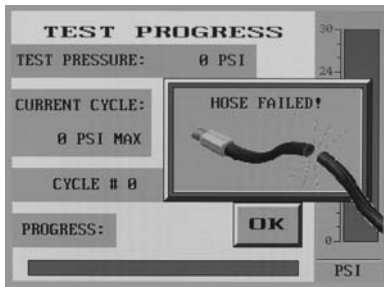 TEST PROGRESS
TEST PRESSURE: 0 PSI
CURRENT CYCLE:
0 PSI MAX
CYCLE # 0
PROGRESS:
HOSE FAILED!
OK
30
24
0
PSI